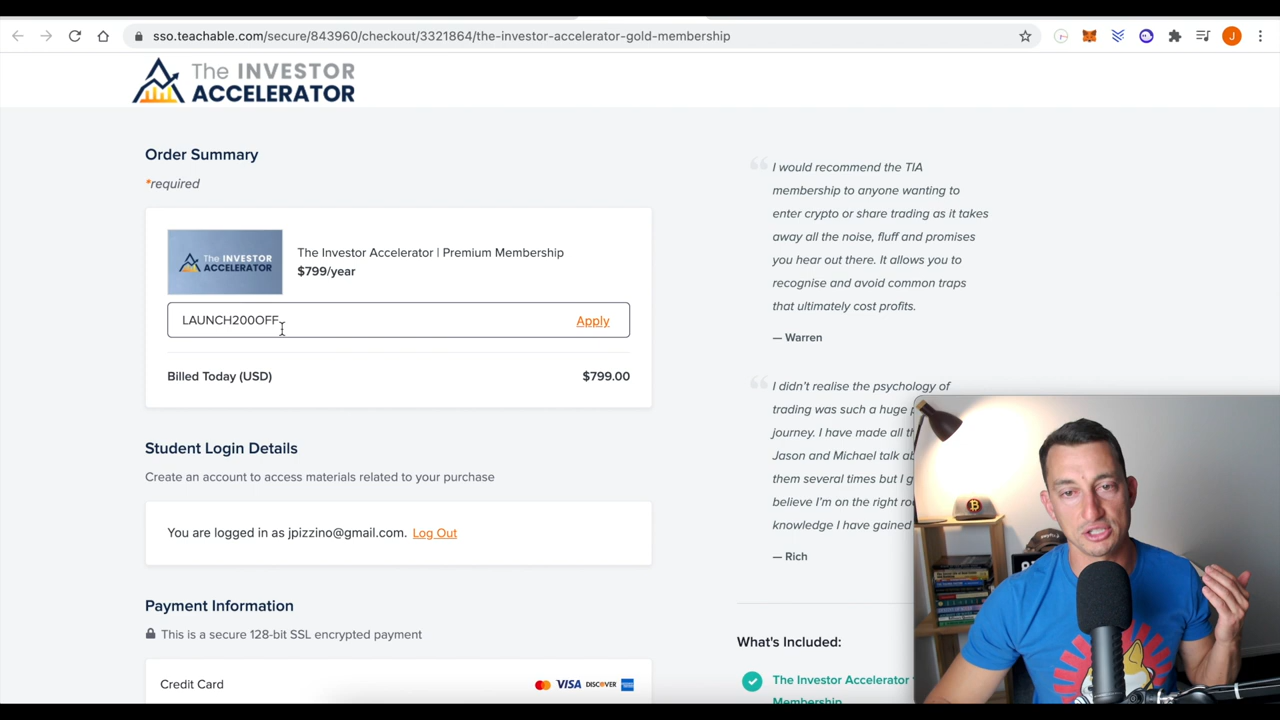 sso.teachable.com/secure/843960/checkout/3321864/the-investor-accelerator-gold-membership
J
The INVESTOR
ACCELERATOR
Order Summary
*required
The INVESTOR
ACCELERATOR
The Investor Accelerator | Premium Membership
$799/year
LAUNCH200OFF
Apply
Billed Today (USD)
$799.00
Student Login Details
Create an account to access materials related to your purchase
You are logged in as jpizzino@gmail.com. Log Out
Payment Information
This is a secure 128-bit SSL encrypted payment
Credit Card
VISA
DISCOVER
I would recommend the TIA
membership to anyone wanting to
enter crypto or share trading as it takes
away all the noise, fluff and promises
you hear out there. It allows you to
recognise and avoid common traps
that ultimately cost profits.
— Warren
I didn't realise the psychology of
trading was such a huge
journey. I have made all
Jason and Michael talk
them several times but I
believe I'm on the right
knowledge I have gained
— Rich
What's Included:
The Investor Accelerator
Membership